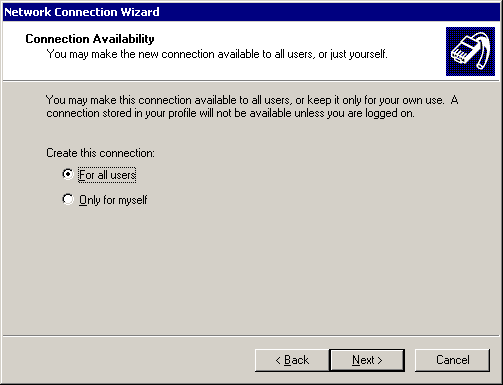 Network Connection Wizard
Connection Availability
You may make the new connection available to all users, or just yourself.
You may make this connection available to all users, or keep it only for your own use. A
connection stored in your profile will not be available unless you are logged on.
Create this connection:
For all users
Only for myself
< Back Next > Cancel